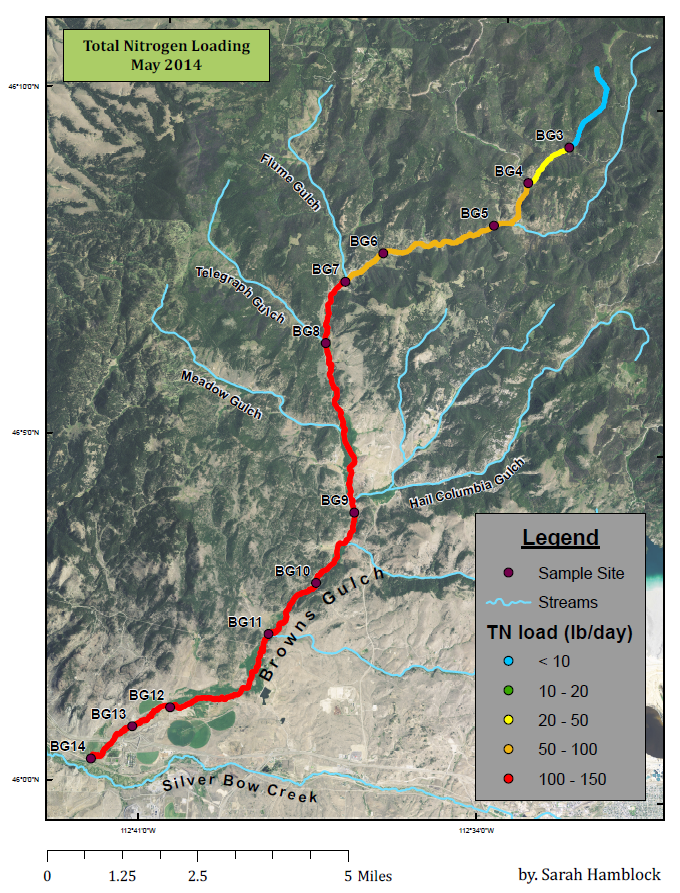 Total Nitrogen Loading
May 2014
46°10'0"N
46°5'0"N
46°0'0"N
BG3
BG4
BG5
BG6
BG7
BG8
BG9
BG10
BG11
BG12
BG13
BG14
Flume Gulch
Telegraph Gulch
Meadow Gulch
Hail Columbia Gulch
Browns Gulch
Silver Bow Creek
Legend
Sample Site
Streams
TN load (lb/day)
< 10
10 - 20
20 - 50
50 - 100
100 - 150
112°41'0"W
112°34'0"W
0 1.25 2.5 5 Miles
by. Sarah Hamblock